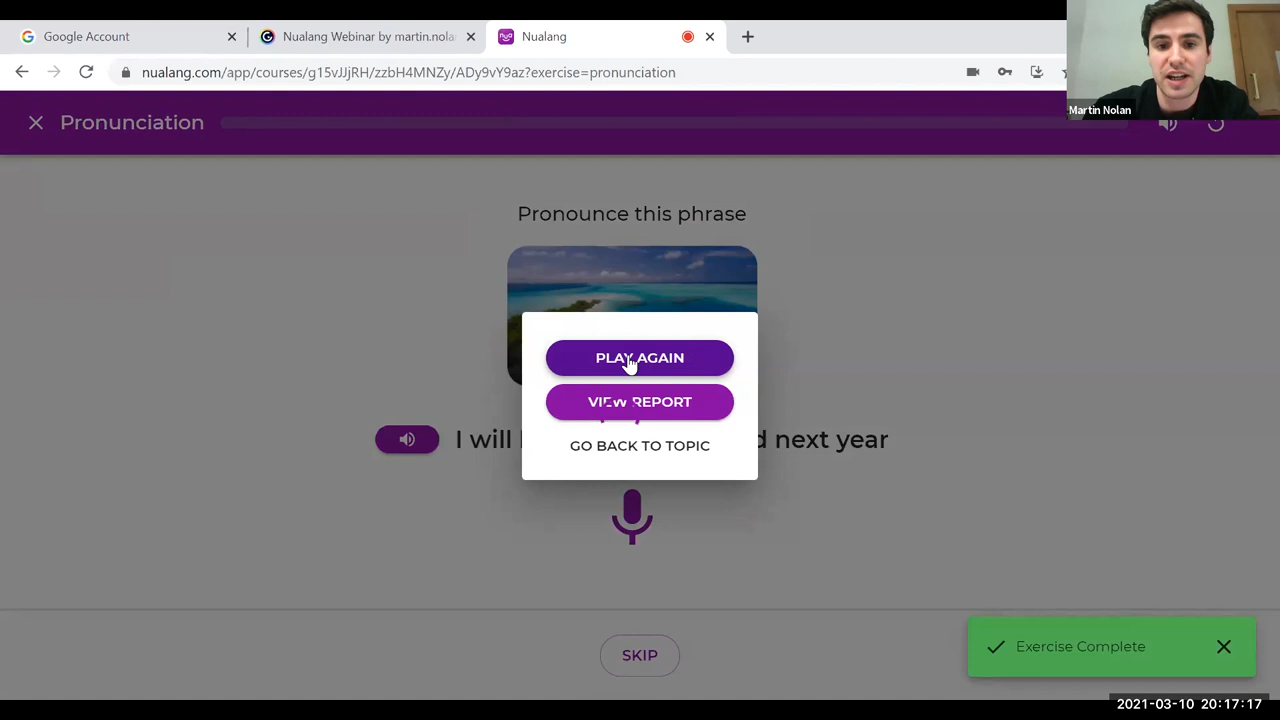 Google Account
Nualang Webinar by martin.nola
Nualang
nualang.com/app/courses/g15vJJjRH/zzbH4MNZy/ADy9vY9az?exercise=pronunciation
Martin Nolan
Pronunciation
Pronounce this phrase
PLAY AGAIN
VIEW REPORT
I will
d next year
GO BACK TO TOPIC
Exercise Complete
SKIP
2021-03-10 20:17:17